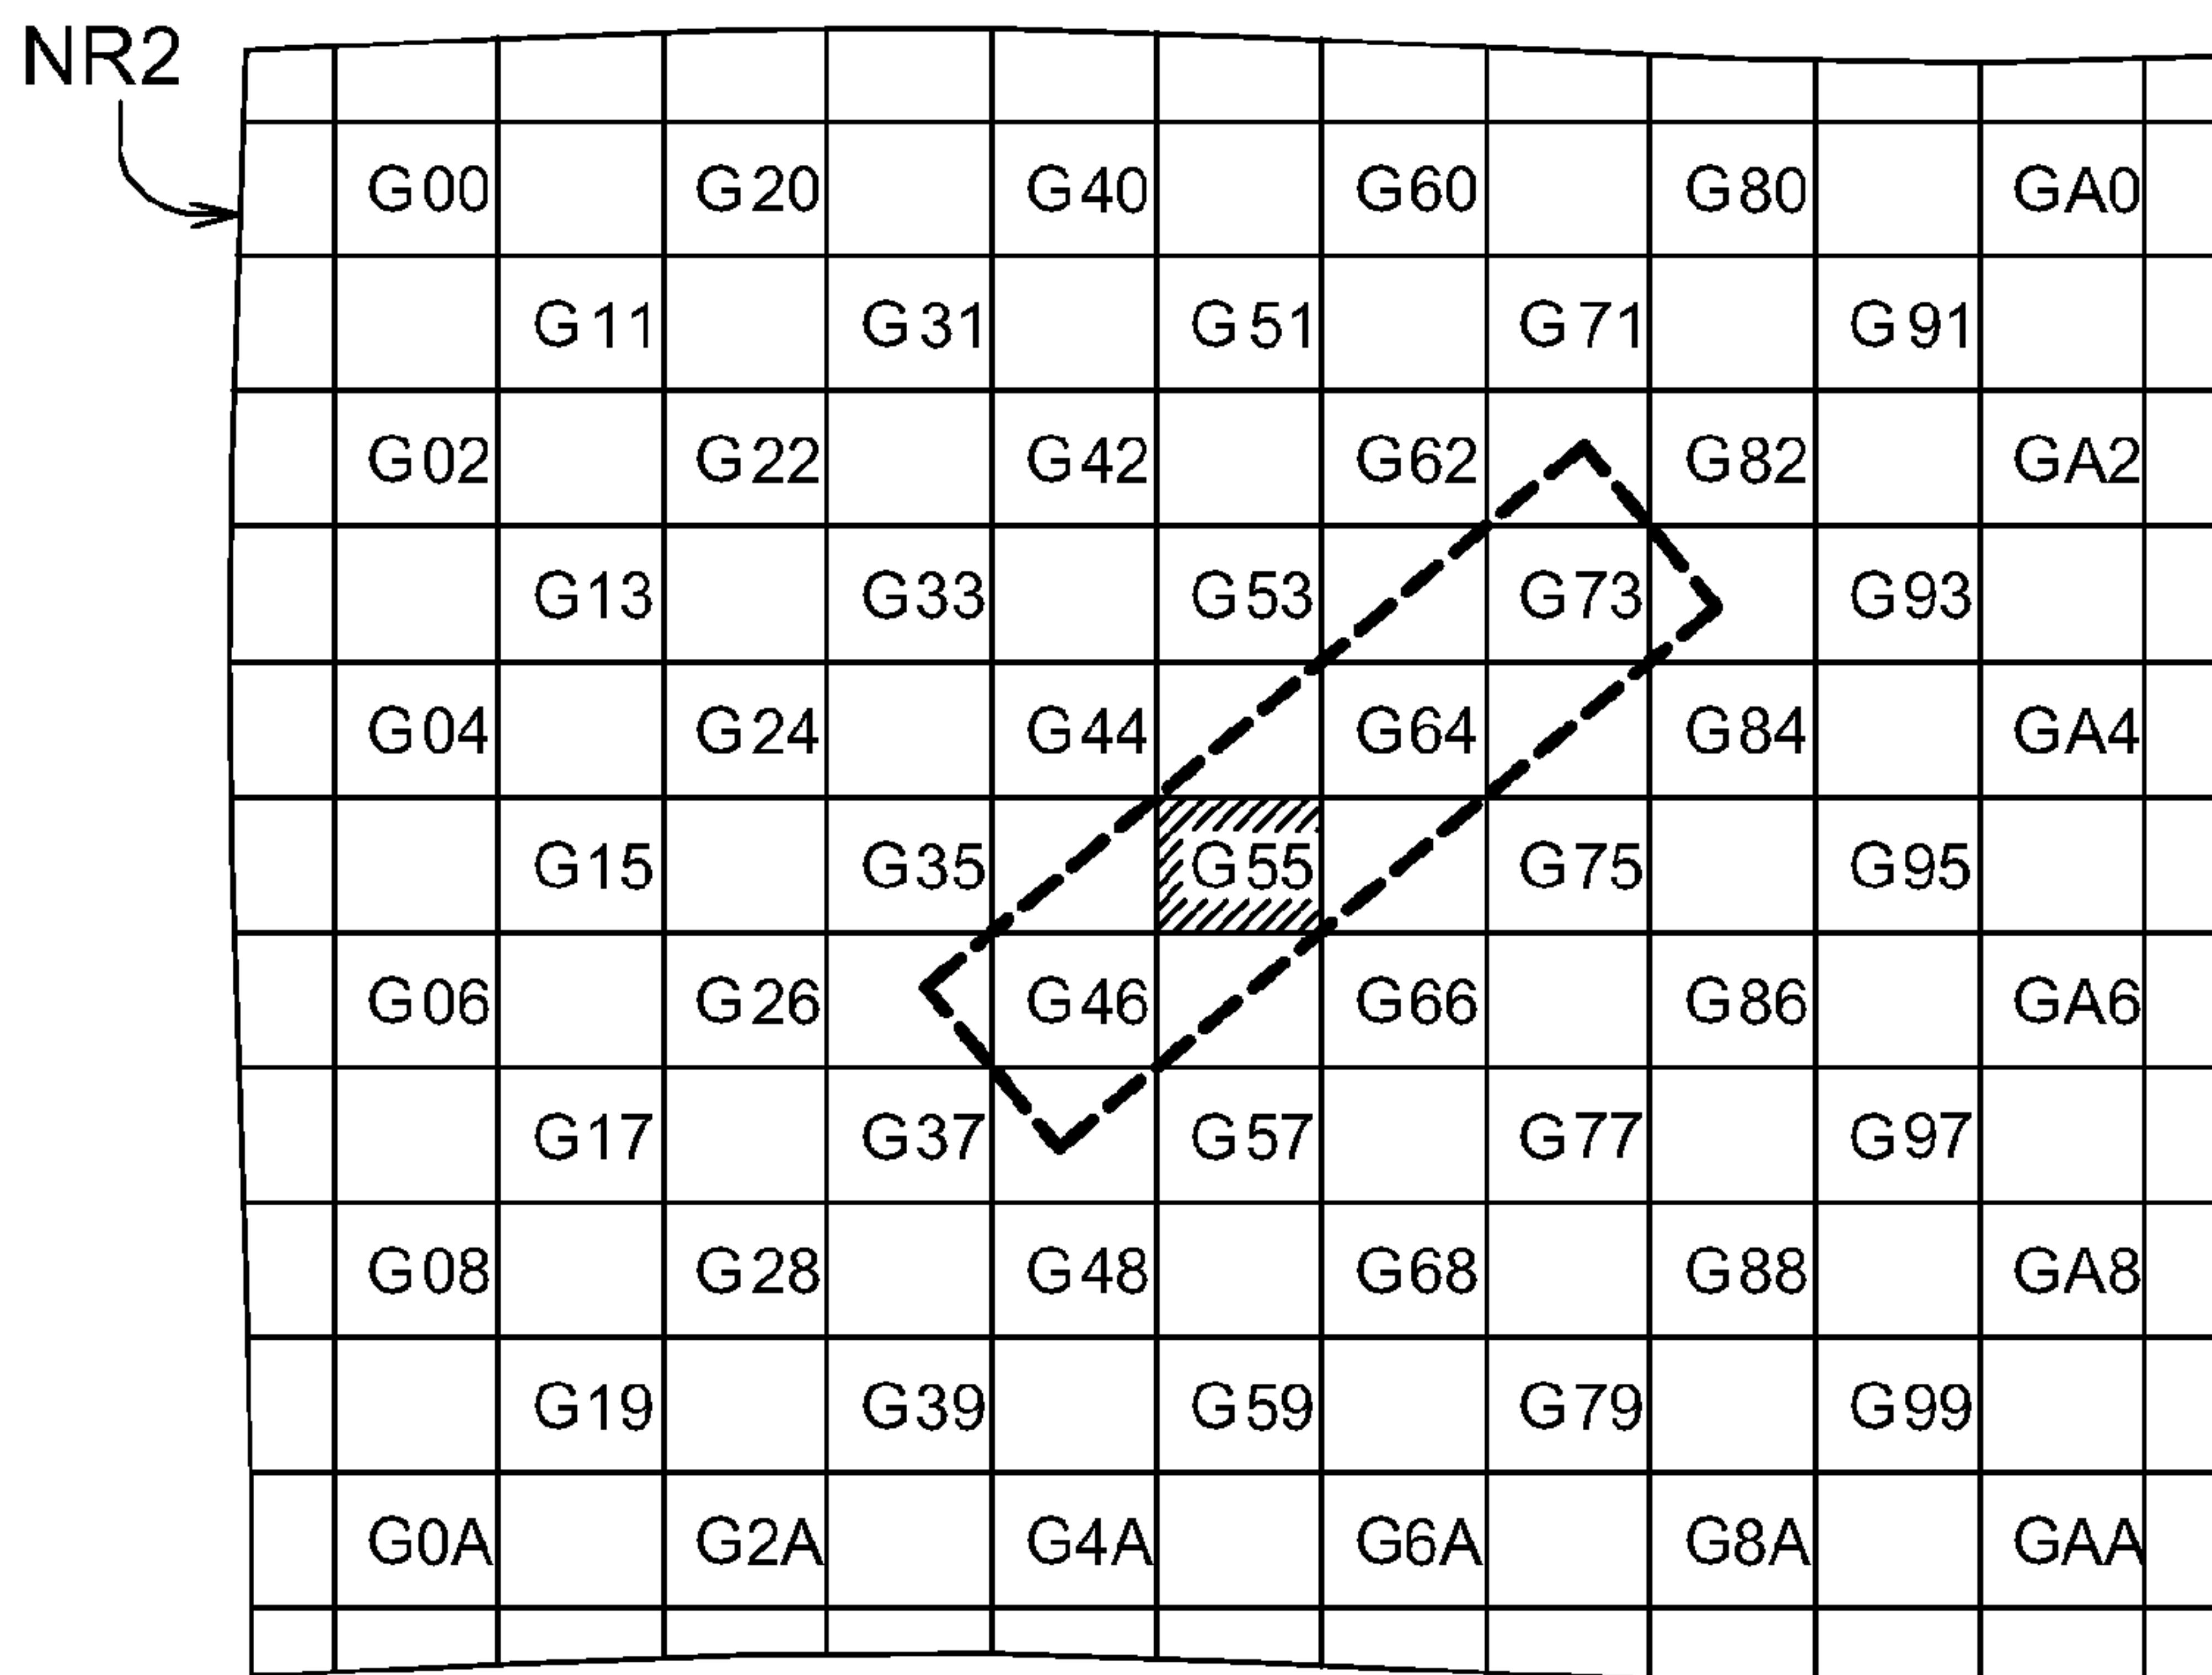 NR2
G00 G20 G40 G60 G80 GA0
G11 G31 G51 G71 G91
G02 G22 G42 G62 G82 GA2
G13 G33 G53 G73 G93
G04 G24 G44 G64 G84 GA4
G15 G35 G55 G75 G95
G06 G26 G46 G66 G86 GA6
G17 G37 G57 G77 G97
G08 G28 G48 G68 G88 GA8
G19 G39 G59 G79 G99
G0A G2A G4A G6A G8A GAA